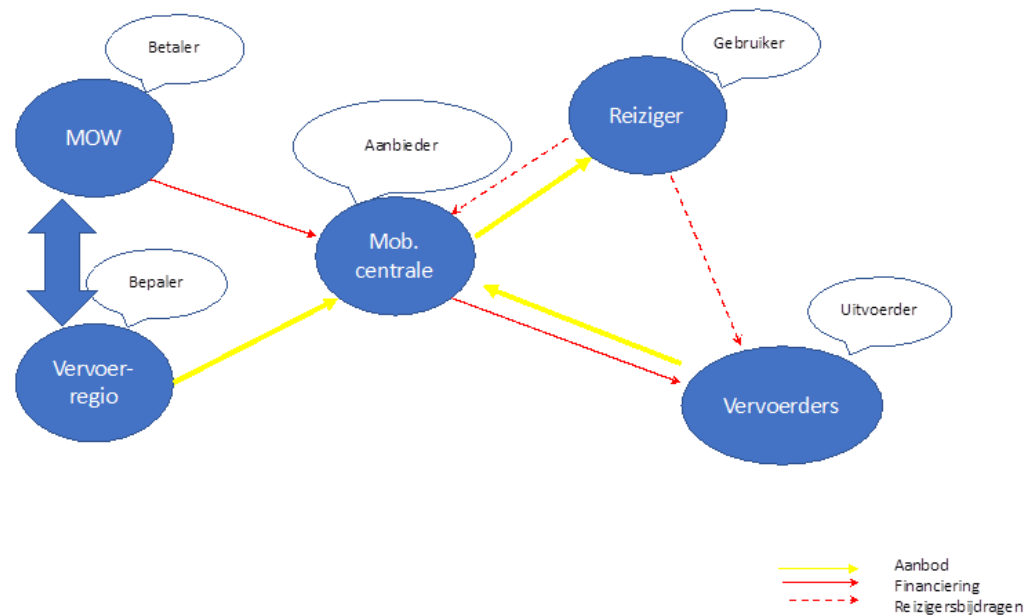 Betaler
Gebruiker
MOW
Reiziger
Aanbieder
Mob.
centrale
Bepaler
Uitvoerder
Vervoer-
regio
Vervoerders
Aanbod
Financiering
Reizigersbijdragen